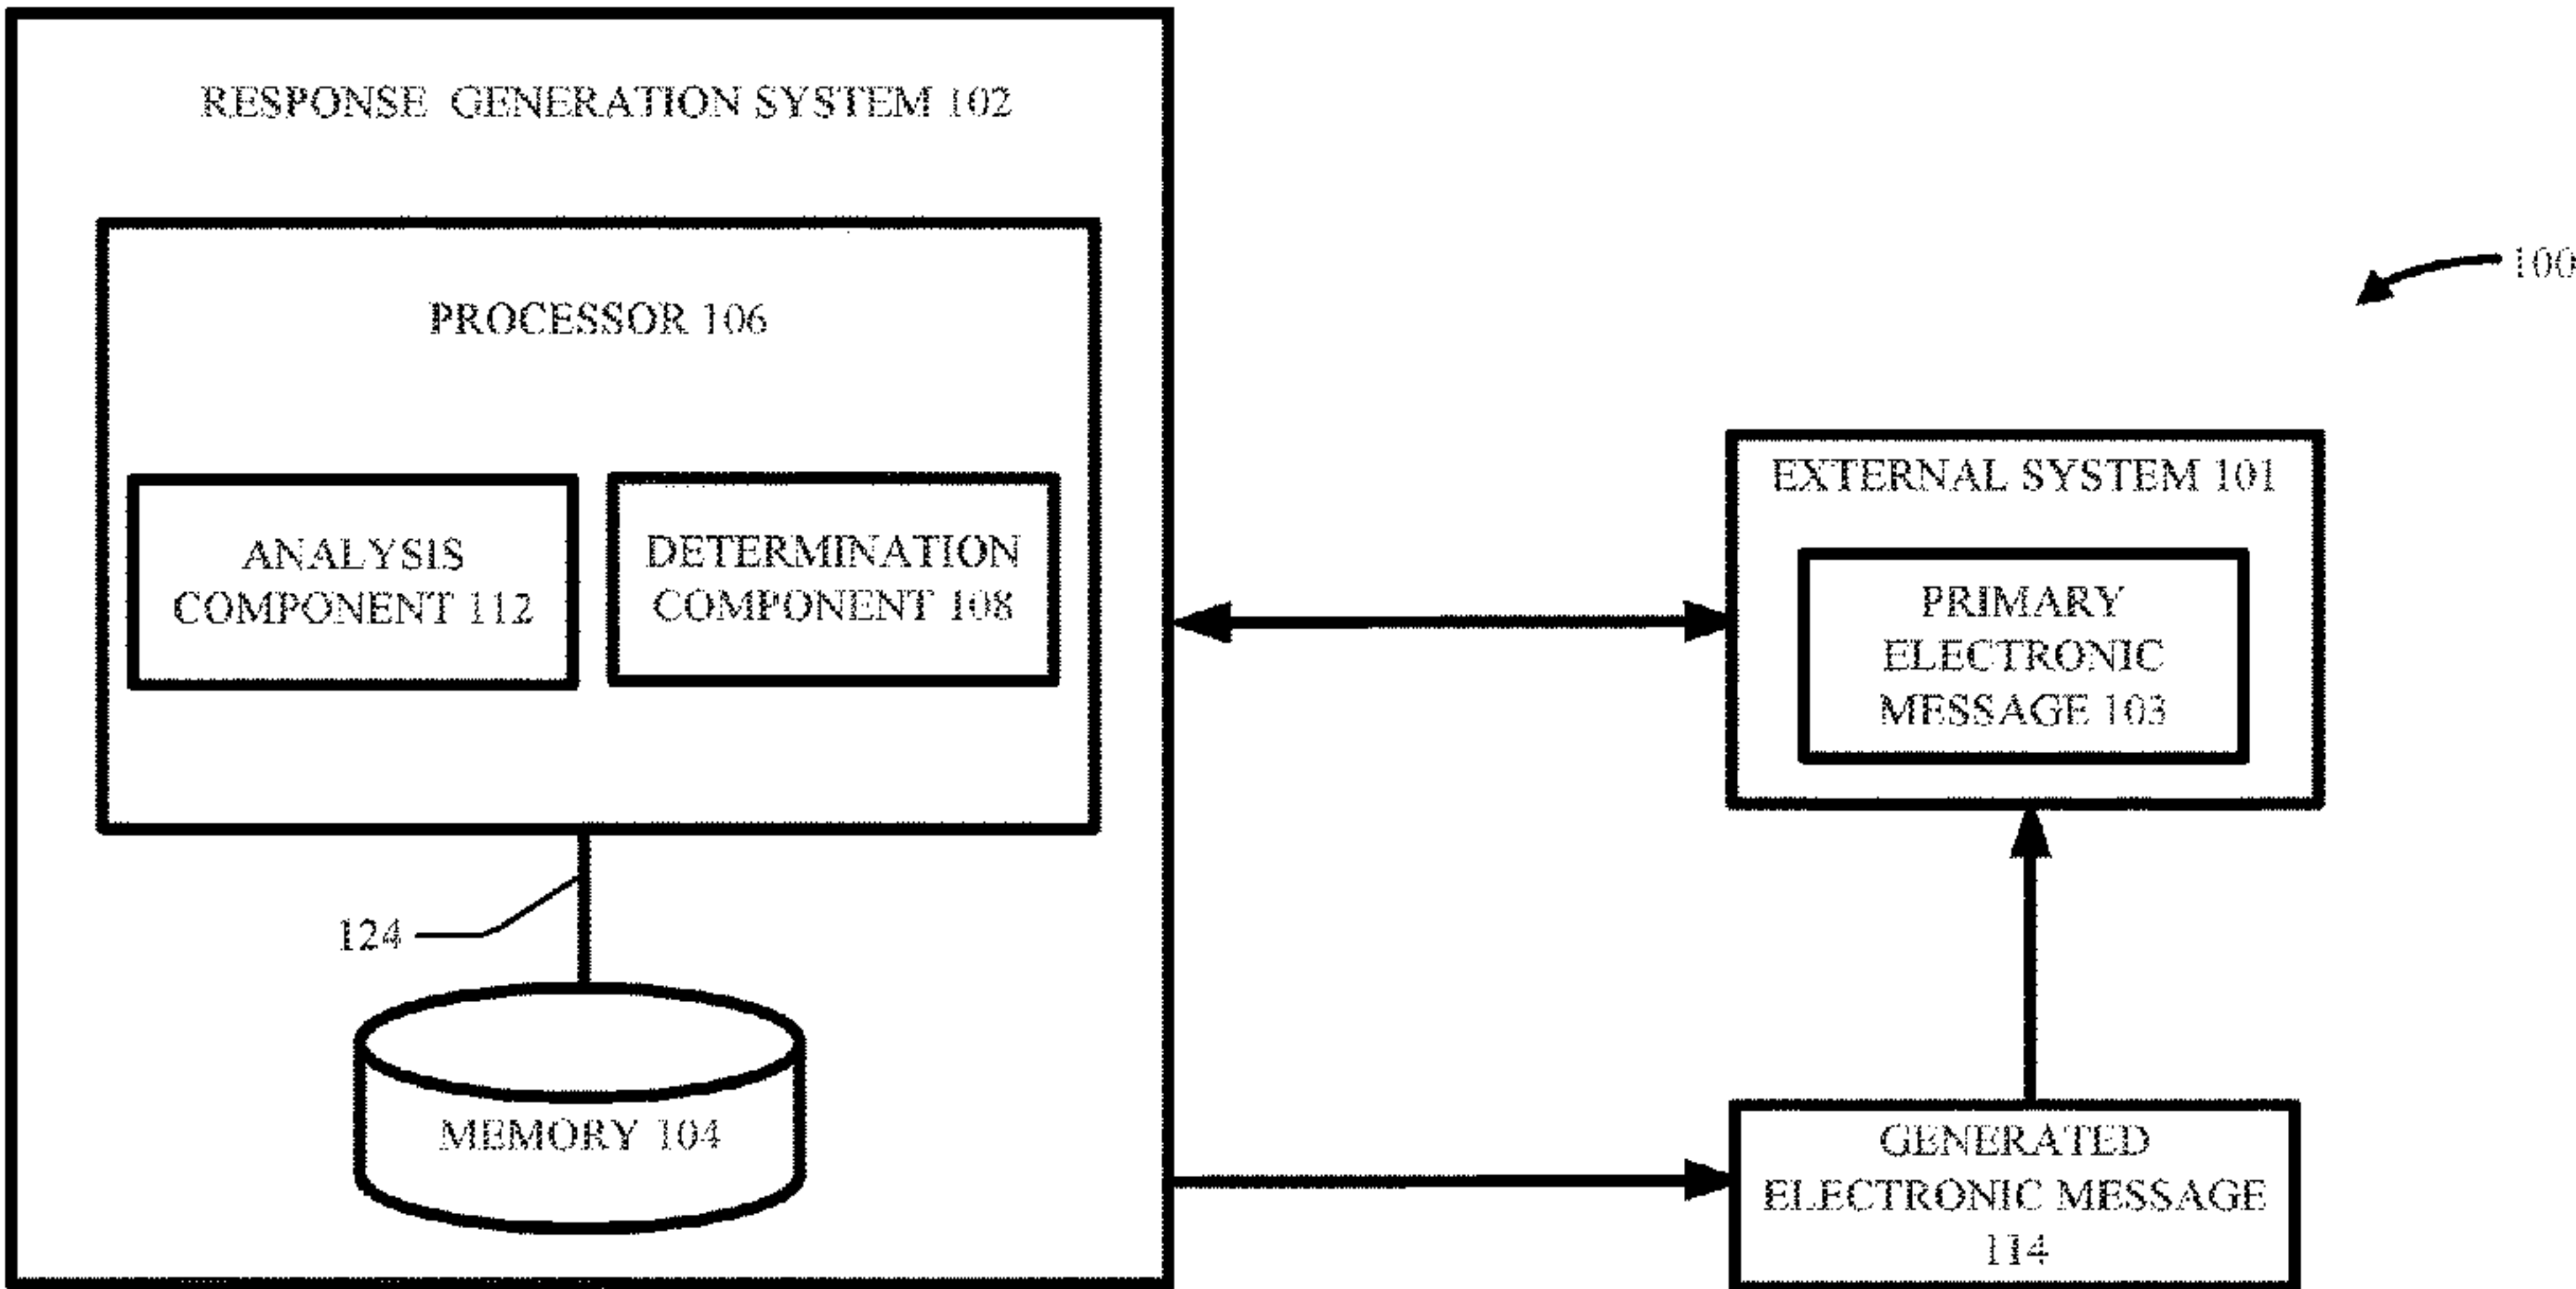 RESPONSE GENERATION SYSTEM 102
PROCESSOR 106
ANALYSIS
COMPONENT 112
DETERMINATION
COMPONENT 108
124
MEMORY 104
100
EXTERNAL SYSTEM 101
PRIMARY
ELECTRONIC
MESSAGE 103
GENERATED
ELECTRONIC MESSAGE
114